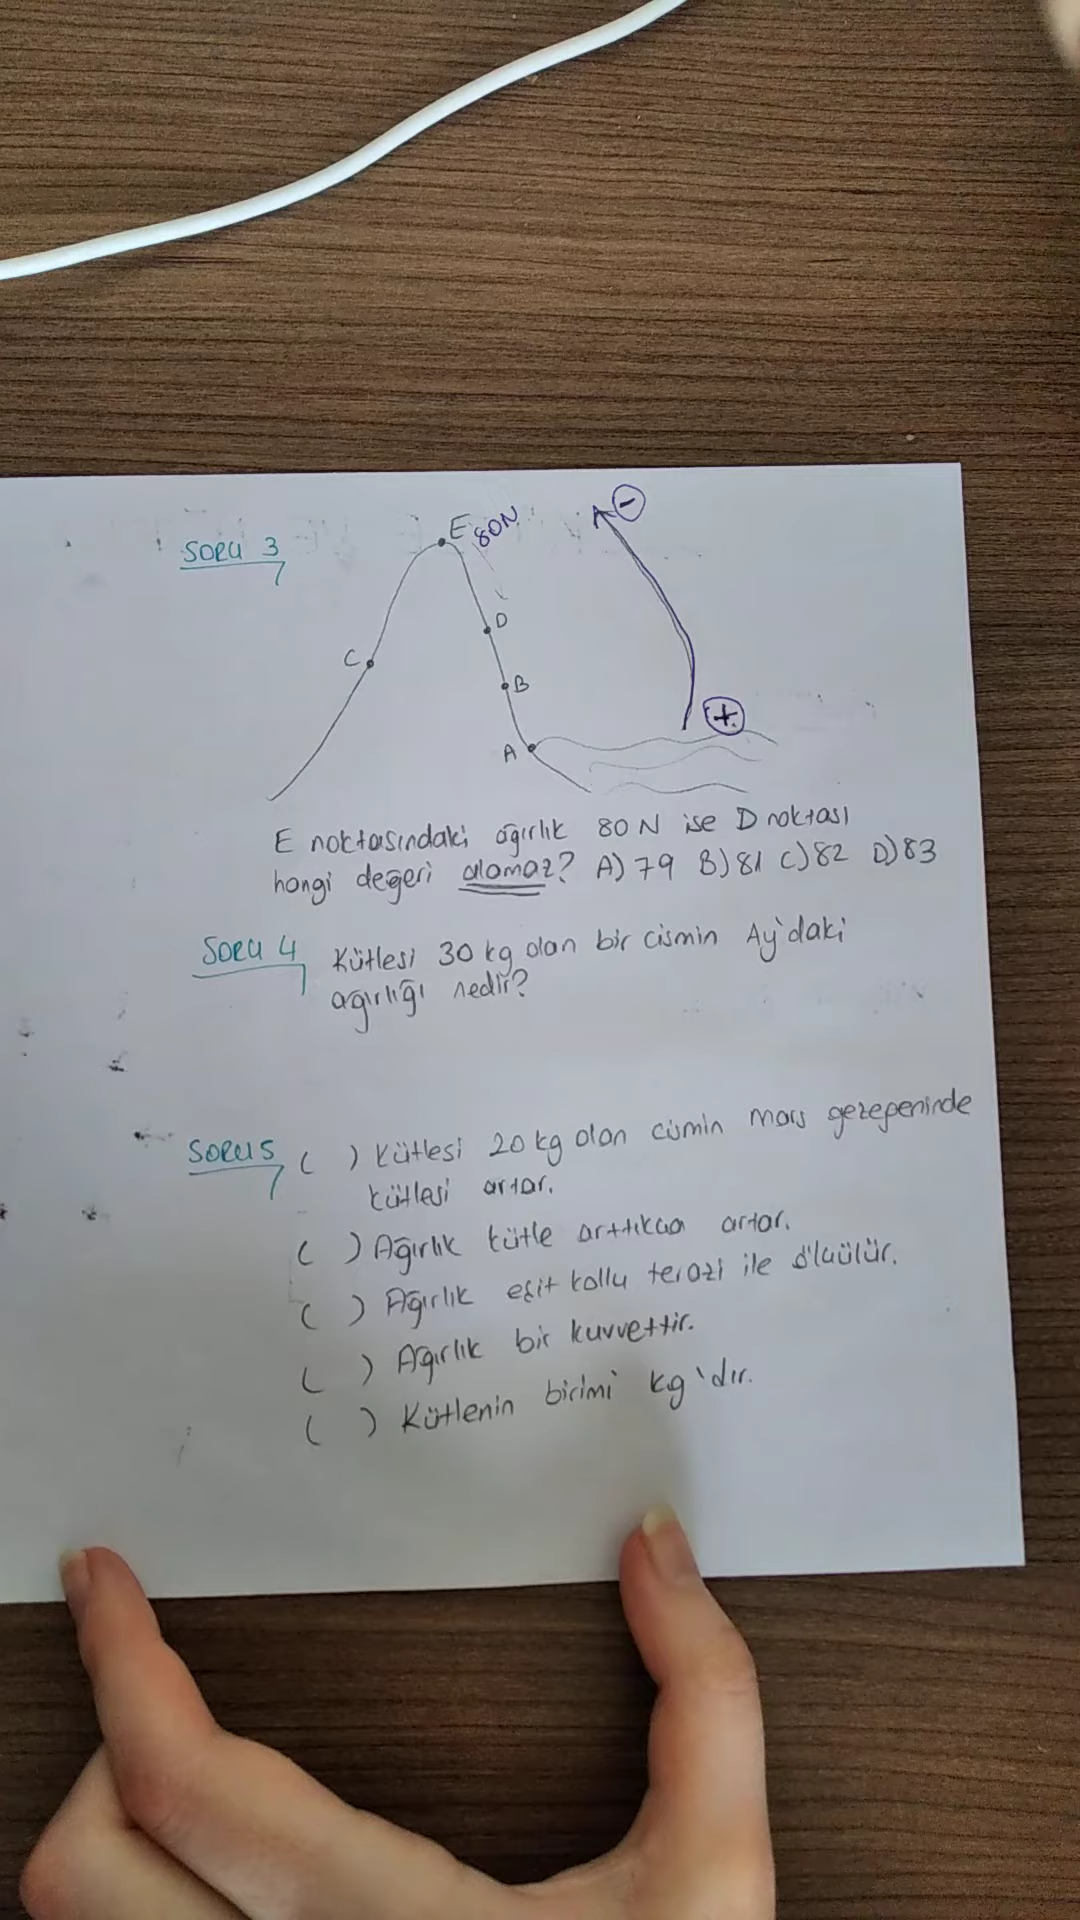 SORU 3
E 80N
-
D
C
B
+
A
E noktasındaki ağırlık 80 N ise D noktası
hangi değeri alamaz? A) 79 B) 81 C) 82 D) 83
SORU 4 Kütlesi 30 kg olan bir cismin Ay'daki
ağırlığı nedir?
SORU 5 ( ) Kütlesi 20 kg olan cismin mars gezegeninde
kütlesi artar.
( ) Ağırlık kütle arttıkça artar.
( ) Ağırlık eşit kollu terazi ile ölçülür.
( ) Ağırlık bir kuvvettir.
( ) Kütlenin birimi kg'dır.